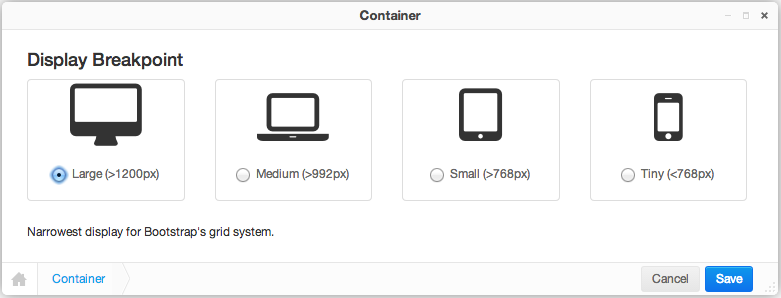 Container
Display Breakpoint
Large (>1200px)
Medium (>992px)
Small (>768px)
Tiny (<768px)
Narrowest display for Bootstrap's grid system.
Container
Cancel
Save